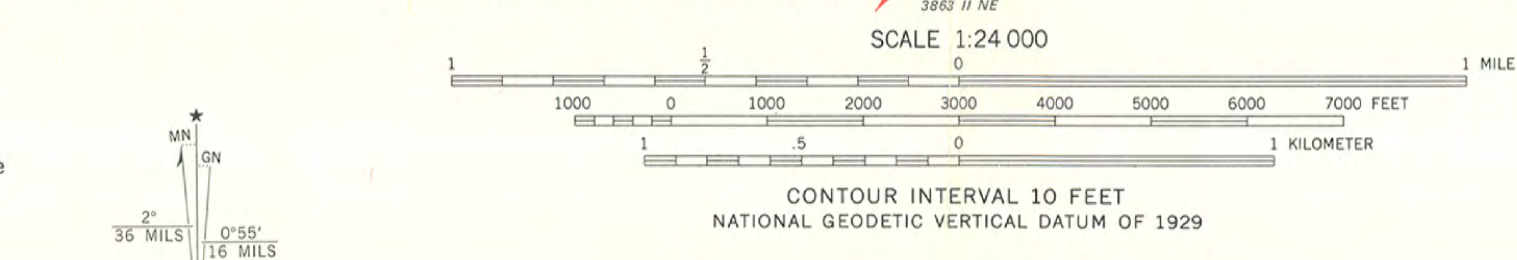 3863 II NE
SCALE 1:24 000
1 1/2 0 1 MILE
1000 0 1000 2000 3000 4000 5000 6000 7000 FEET
1 .5 0 1 KILOMETER
CONTOUR INTERVAL 10 FEET
NATIONAL GEODETIC VERTICAL DATUM OF 1929
★
MN
GN
2°
36 MILS
0°55′
16 MILS